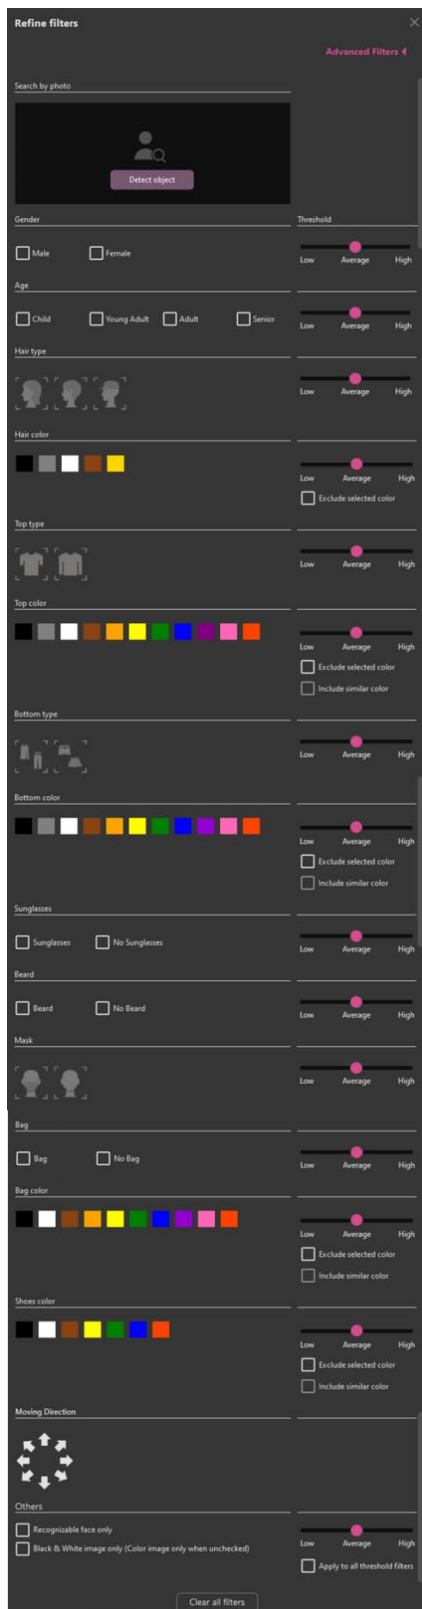 Refine filters
Advanced Filters
Search by photo
Detect object
Gender Threshold
Male Female
Low Average High
Age
Child Young Adult Adult Senior
Low Average High
Hair type
Low Average High
Hair color
Low Average High
Exclude selected color
Top type
Low Average High
Top color
Low Average High
Exclude selected color
Include similar color
Bottom type
Low Average High
Bottom color
Low Average High
Exclude selected color
Include similar color
Sunglasses
Sunglasses No Sunglasses
Low Average High
Beard
Beard No Beard
Low Average High
Mask
Low Average High
Bag
Bag No Bag
Low Average High
Bag color
Low Average High
Exclude selected color
Include similar color
Shoes color
Low Average High
Exclude selected color
Include similar color
Moving Direction
Others
Recognizable face only
Low Average High
Black & White image only (Color image only when unchecked)
Apply to all threshold filters
Clear all filters